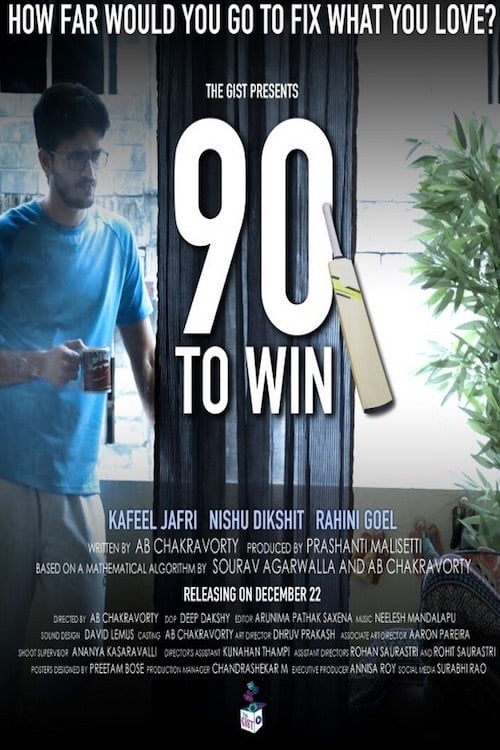 HOW FAR WOULD YOU GO TO FIX WHAT YOU LOVE?
THE GIST PRESENTS
90
TO WIN
KAFEEL JAFRI NISHU DIKSHIT RAHINI GOEL
WRITTEN BY AB CHAKRAVORTY PRODUCED BY PRASHANTI MALISETTI
BASED ON A MATHEMATICAL ALGORITHM BY SOURAV AGARWALLA AND AB CHAKRAVORTY
RELEASING ON DECEMBER 22
DIRECTED BY AB CHAKRAVORTY DOP DEEP DAKSHY EDITOR ARUNIMA PATHAK SAXENA MUSIC NEELESH MANDALAPU
SOUND DESIGN DAVID LEMUS CASTING AB CHAKRAVORTY ART DIRECTOR DHRUV PRAKASH ASSOCIATE ART DIRECTOR AARON PAREIRA
SHOOT SUPERVISOR ANANYA KASARAVALLI DIRECTOR'S ASSISTANT KUNAHAN THAMPI ASSISTANT DIRECTORS ROHAN SAURASTRI AND ROHIT SAURASTRI
POSTERS DESIGNED BY PREETAM BOSE PRODUCTION MANAGER CHANDRASHEKAR M EXECUTIVE PRODUCER ANNISA ROY SOCIAL MEDIA SURABHI RAO